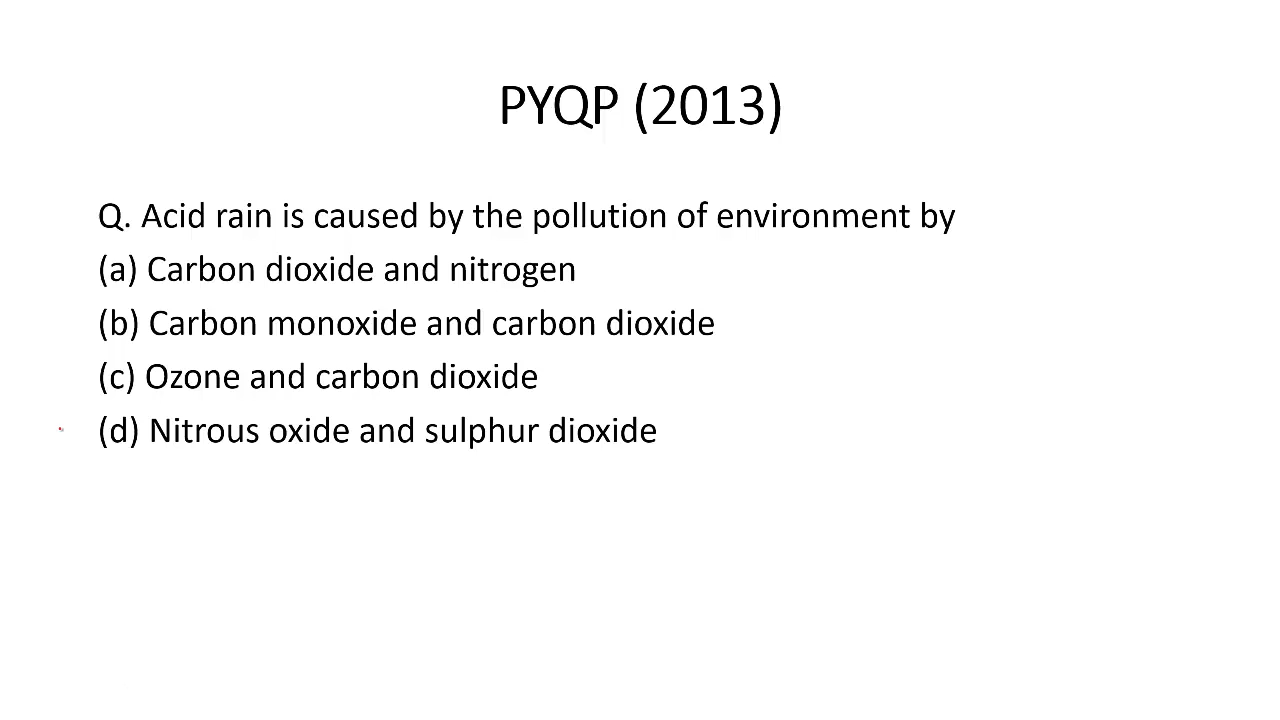 PYQP (2013)
Q. Acid rain is caused by the pollution of environment by
(a) Carbon dioxide and nitrogen
(b) Carbon monoxide and carbon dioxide
(c) Ozone and carbon dioxide
(d) Nitrous oxide and sulphur dioxide